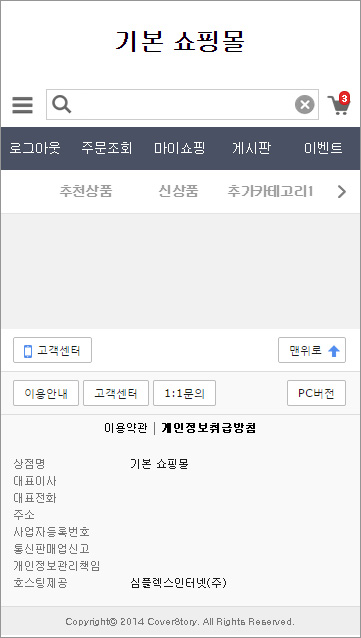 기본 쇼핑몰
3
로그아웃 주문조회 마이쇼핑 게시판 이벤트
추천상품 신상품 추가카테고리1
고객센터 맨위로
이용안내 고객센터 1:1문의 PC버전
이용약관 | 개인정보취급방침
상점명 기본 쇼핑몰
대표이사
대표전화
주소
사업자등록번호
통신판매업신고
개인정보관리책임
호스팅제공 심플렉스인터넷(주)
Copyright© 2014 CoverStory. All Rights Reserved.